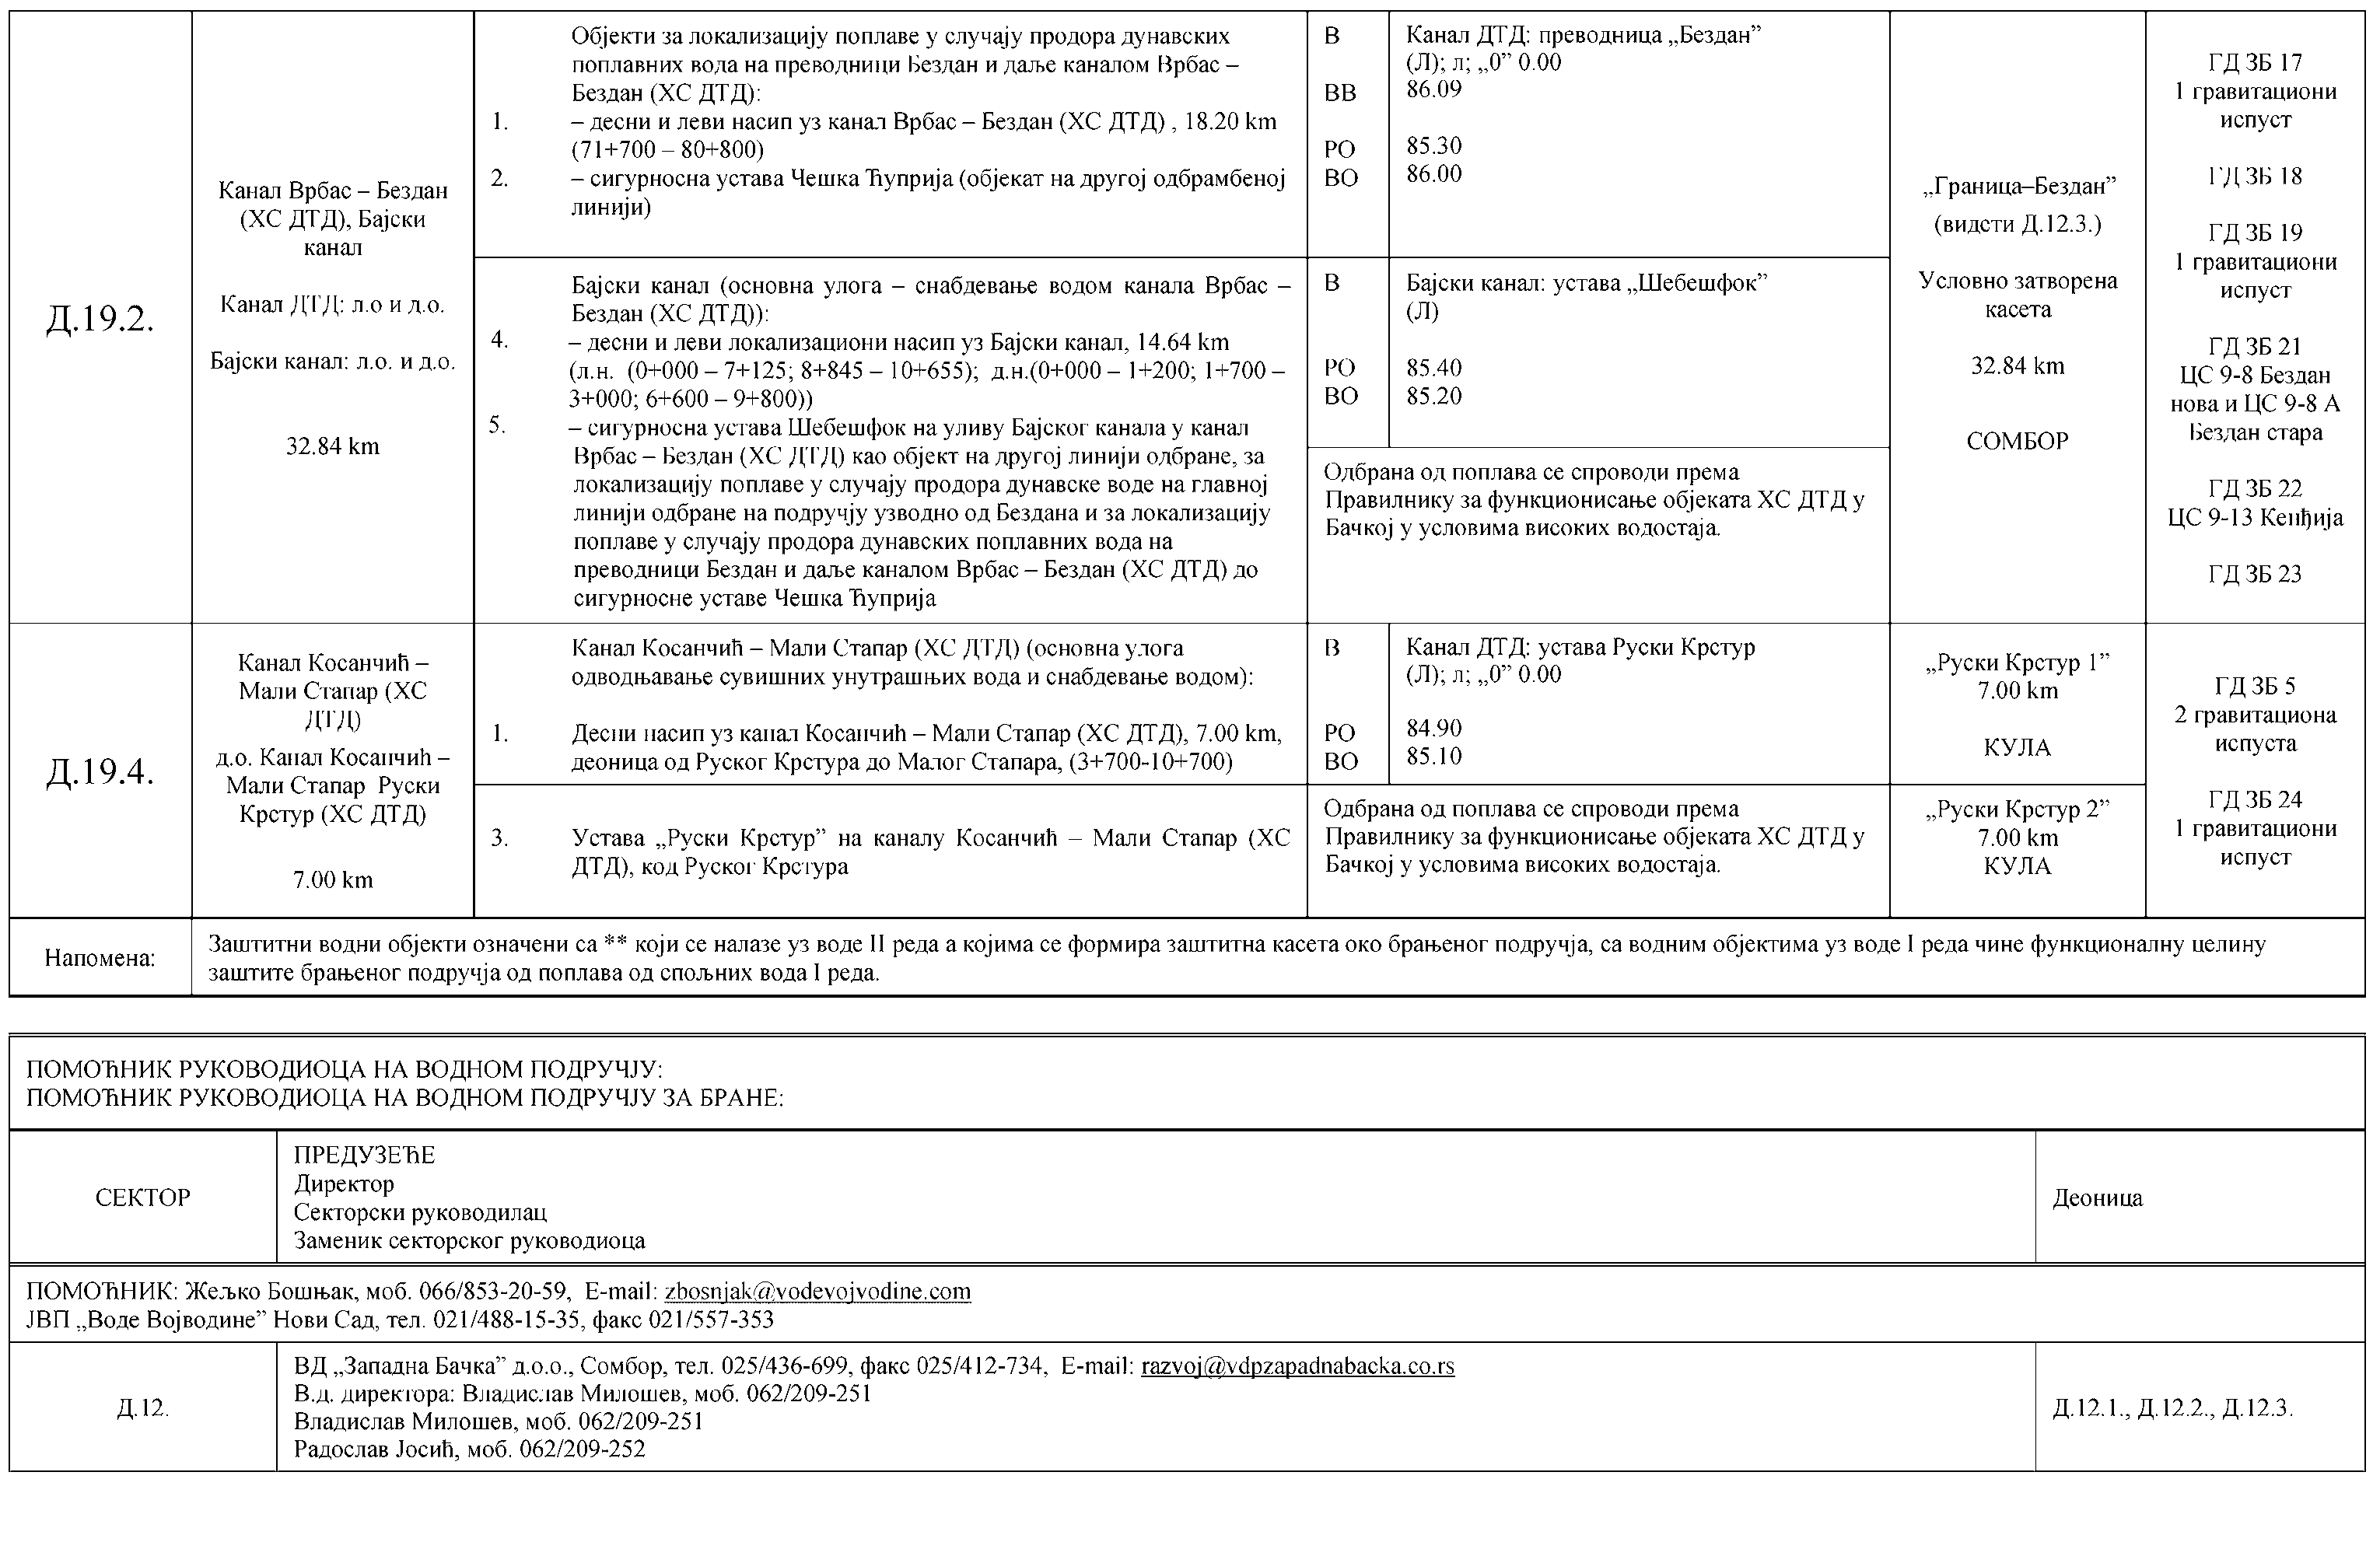 Д.19.2.
Канал Врбас – Бездан
(ХС ДТД), Бајски
канал
Канал ДТД: л.о и д.о.
Бајски канал: л.о. и д.о.
32.84 km
Објекти за локализацију поплаве у случају продора дунавских
поплавних вода на преводници Бездан и даље каналом Врбас –
Бездан (ХС ДТД):
1. – десни и леви насип уз канал Врбас – Бездан (ХС ДТД) , 18.20 km
(71+700 – 80+800)
2. – сигурносна устава Чешка Ћуприја (објекат на другој одбрамбеној
линији)
В Канал ДТД: преводница „Бездан”
(Л); л; „0” 0.00
ВВ 86.09
РО 85.30
ВО 86.00
Бајски канал (основна улога – снабдевање водом канала Врбас –
Бездан (ХС ДТД)):
4. – десни и леви локализациони насип уз Бајски канал, 14.64 km
(л.н. (0+000 – 7+125; 8+845 – 10+655); д.н.(0+000 – 1+200; 1+700 –
3+000; 6+600 – 9+800))
5. – сигурносна устава Шебешфок на уливу Бајског канала у канал
Врбас – Бездан (ХС ДТД) као објект на другој линији одбране, за
локализацију поплаве у случају продора дунавске воде на главној
линији одбране на подручју узводно од Бездана и за локализацију
поплаве у случају продора дунавских поплавних вода на
преводници Бездан и даље каналом Врбас – Бездан (ХС ДТД) до
сигурносне уставе Чешка Ћуприја
В Бајски канал: устава „Шебешфок”
(Л)
РО 85.40
ВО 85.20
Одбрана од поплава се спроводи према
Правилнику за функционисање објеката ХС ДТД у
Бачкој у условима високих водостаја.
„Граница–Бездан”
(видети Д.12.3.)
Условно затворена
касета
32.84 km
СОМБОР
ГД ЗБ 17
1 гравитациони
испуст
ГД ЗБ 18
ГД ЗБ 19
1 гравитациони
испуст
ГД ЗБ 21
ЦС 9-8 Бездан
нова и ЦС 9-8 А
Бездан стара
ГД ЗБ 22
ЦС 9-13 Кенђија
ГД ЗБ 23
Д.19.4.
Канал Косанчић –
Мали Стапар (ХС
ДТД)
д.о. Канал Косанчић –
Мали Стапар Руски
Крстур (ХС ДТД)
7.00 km
Канал Косанчић – Мали Стапар (ХС ДТД) (основна улога
одводњавање сувишних унутрашњих вода и снабдевање водом):
1. Десни насип уз канал Косанчић – Мали Стапар (ХС ДТД), 7.00 km,
деоница од Руског Крстура до Малог Стапара, (3+700-10+700)
В Канал ДТД: устава Руски Крстур
(Л); л; „0” 0.00
РО 84.90
ВО 85.10
„Руски Крстур 1”
7.00 km
КУЛА
3. Устава „Руски Крстур” на каналу Косанчић – Мали Стапар (ХС
ДТД), код Руског Крстура
Одбрана од поплава се спроводи према
Правилнику за функционисање објеката ХС ДТД у
Бачкој у условима високих водостаја.
„Руски Крстур 2”
7.00 km
КУЛА
ГД ЗБ 5
2 гравитациона
испуста
ГД ЗБ 24
1 гравитациони
испуст
Напомена:
Заштитни водни објекти означени са ** који се налазе уз воде II реда а којима се формира заштитна касета око брањеног подручја, са водним објектима уз воде I реда чине функционалну целину
заштите брањеног подручја од поплава од спољних вода I реда.
ПОМОЋНИК РУКОВОДИОЦА НА ВОДНОМ ПОДРУЧЈУ:
ПОМОЋНИК РУКОВОДИОЦА НА ВОДНОМ ПОДРУЧЈУ ЗА БРАНЕ:
СЕКТОР
ПРЕДУЗЕЋЕ
Директор
Секторски руководилац
Заменик секторског руководиоца
Деоница
ПОМОЋНИК: Жељко Бошњак, моб. 066/853-20-59, E-mail: zbosnjak@vodevojvodine.com
ЈВП „Воде Војводине” Нови Сад, тел. 021/488-15-35, факс 021/557-353
Д.12.
ВД „Западна Бачка” д.о.о., Сомбор, тел. 025/436-699, факс 025/412-734, E-mail: razvoj@vdpzapadnabacka.co.rs
В.д. директора: Владислав Милошев, моб. 062/209-251
Владислав Милошев, моб. 062/209-251
Радослав Јосић, моб. 062/209-252
Д.12.1., Д.12.2., Д.12.3.